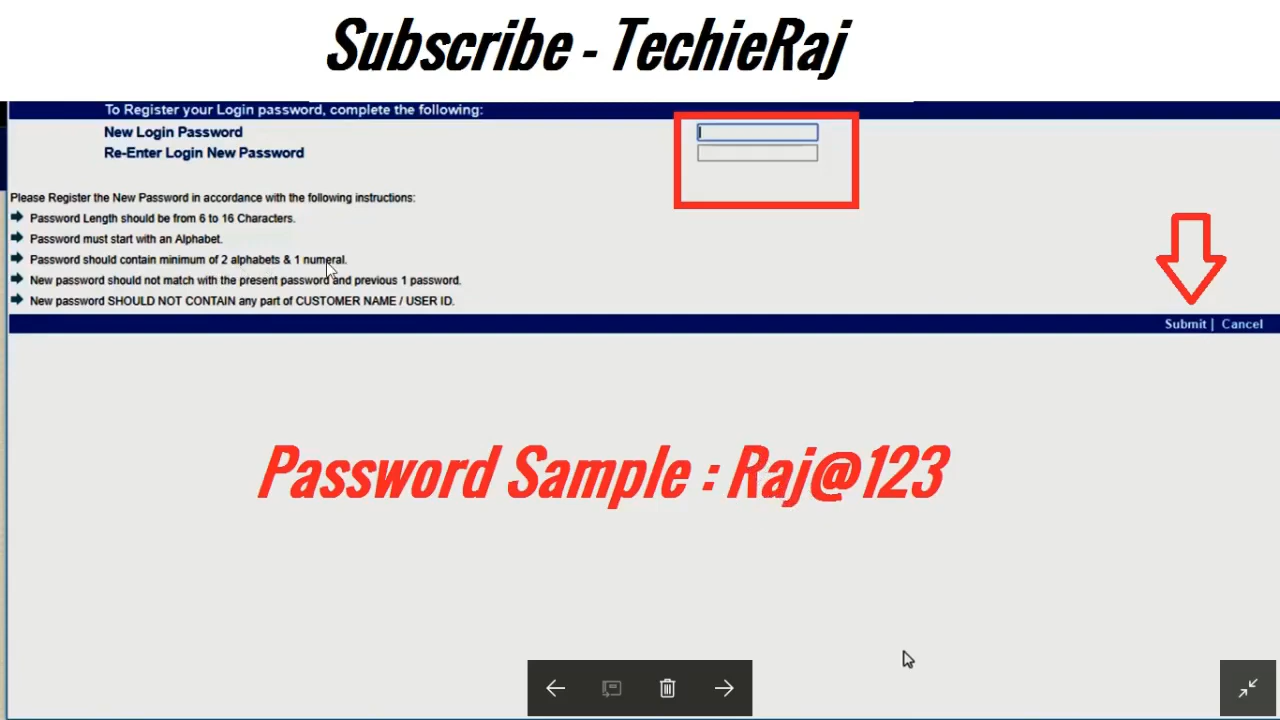 Subscribe - TechieRaj
To Register your Login password, complete the following:
New Login Password
Re-Enter Login New Password
Please Register the New Password in accordance with the following instructions:
Password Length should be from 6 to 16 Characters.
Password must start with an Alphabet.
Password should contain minimum of 2 alphabets & 1 numeral.
New password should not match with the present password and previous 1 password.
New password SHOULD NOT CONTAIN any part of CUSTOMER NAME / USER ID.
Submit | Cancel
Password Sample : Raj@123